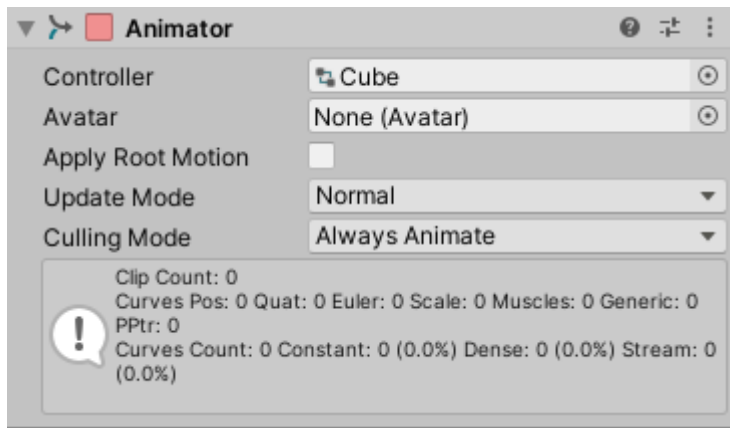 Animator
Controller Cube
Avatar None (Avatar)
Apply Root Motion
Update Mode Normal
Culling Mode Always Animate
Clip Count: 0
Curves Pos: 0 Quat: 0 Euler: 0 Scale: 0 Muscles: 0 Generic: 0
PPtr: 0
Curves Count: 0 Constant: 0 (0.0%) Dense: 0 (0.0%) Stream: 0
(0.0%)